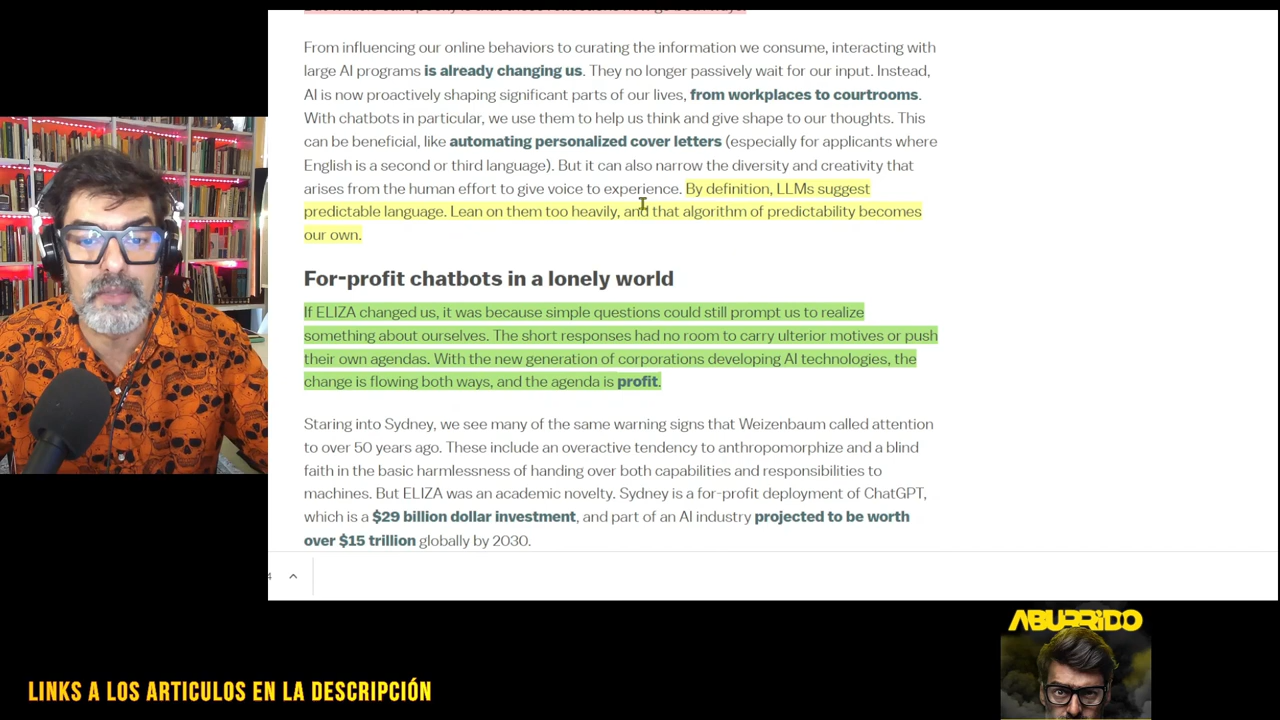 From influencing our online behaviors to curating the information we consume, interacting with
large AI programs is already changing us. They no longer passively wait for our input. Instead,
AI is now proactively shaping significant parts of our lives, from workplaces to courtrooms.
With chatbots in particular, we use them to help us think and give shape to our thoughts. This
can be beneficial, like automating personalized cover letters (especially for applicants where
English is a second or third language). But it can also narrow the diversity and creativity that
arises from the human effort to give voice to experience. By definition, LLMs suggest
predictable language. Lean on them too heavily, and that algorithm of predictability becomes
our own.
For-profit chatbots in a lonely world
If ELIZA changed us, it was because simple questions could still prompt us to realize
something about ourselves. The short responses had no room to carry ulterior motives or push
their own agendas. With the new generation of corporations developing AI technologies, the
change is flowing both ways, and the agenda is profit.
Staring into Sydney, we see many of the same warning signs that Weizenbaum called attention
to over 50 years ago. These include an overactive tendency to anthropomorphize and a blind
faith in the basic harmlessness of handing over both capabilities and responsibilities to
machines. But ELIZA was an academic novelty. Sydney is a for-profit deployment of ChatGPT,
which is a $29 billion dollar investment, and part of an AI industry projected to be worth
over $15 trillion globally by 2030.
ABURRIDO
LINKS A LOS ARTICULOS EN LA DESCRIPCIÓN